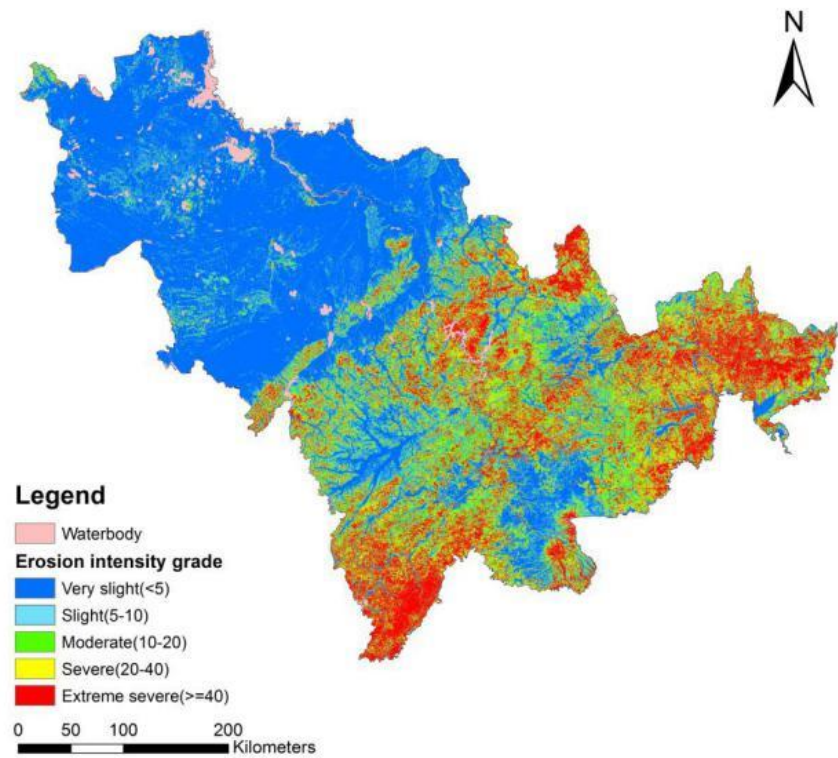 N
Legend
Waterbody
Erosion intensity grade
Very slight(<5)
Slight(5-10)
Moderate(10-20)
Severe(20-40)
Extreme severe(>=40)
0 50 100 200
Kilometers